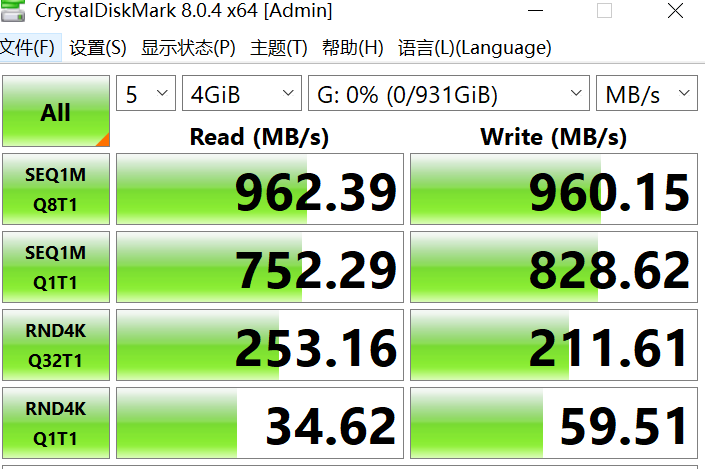 CrystalDiskMark 8.0.4 x64 [Admin]
文件(F) 设置(S) 显示状态(P) 主题(T) 帮助(H) 语言(L)(Language)
All 5 4GiB G: 0% (0/931GiB) MB/s
Read (MB/s) Write (MB/s)
SEQ1M
Q8T1 962.39 960.15
SEQ1M
Q1T1 752.29 828.62
RND4K
Q32T1 253.16 211.61
RND4K
Q1T1 34.62 59.51